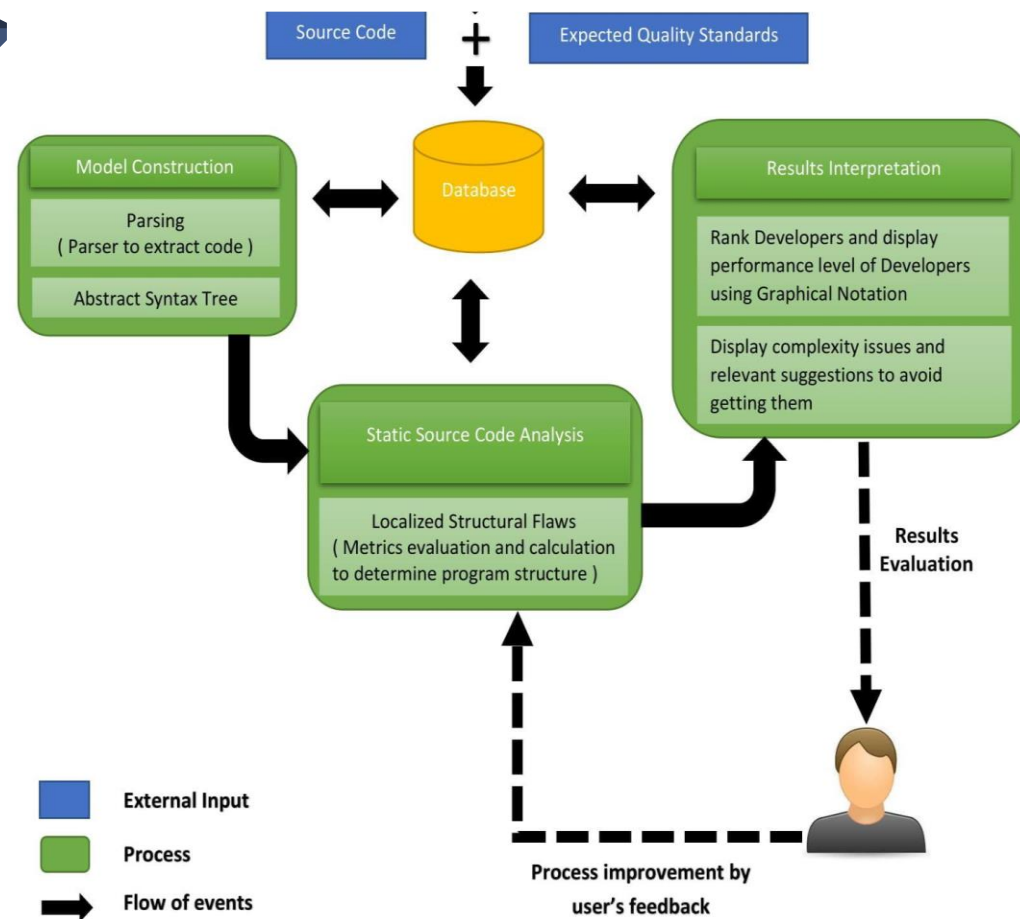 Source Code
+
Expected Quality Standards
Database
Model Construction
Parsing
( Parser to extract code )
Abstract Syntax Tree
Results Interpretation
Rank Developers and display
performance level of Developers
using Graphical Notation
Display complexity issues and
relevant suggestions to avoid
getting them
Static Source Code Analysis
Localized Structural Flaws
( Metrics evaluation and calculation
to determine program structure )
Results
Evaluation
Process improvement by
user's feedback
External Input
Process
Flow of events